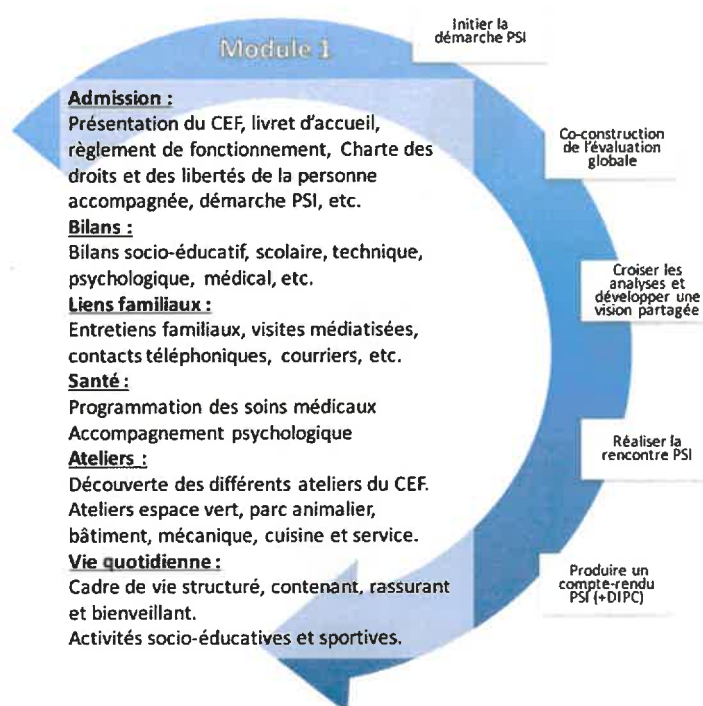 Module 1
Admission :
Présentation du CEF, livret d'accueil,
règlement de fonctionnement, Charte des
droits et des libertés de la personne
accompagnée, démarche PSI, etc.
Bilans :
Bilans socio-éducatif, scolaire, technique,
psychologique, médical, etc.
Liens familiaux :
Entretiens familiaux, visites médiatisées,
contacts téléphoniques, courriers, etc.
Santé :
Programmation des soins médicaux
Accompagnement psychologique
Ateliers :
Découverte des différents ateliers du CEF.
Ateliers espace vert, parc animalier,
bâtiment, mécanique, cuisine et service.
Vie quotidienne :
Cadre de vie structuré, contenant, rassurant
et bienveillant.
Activités socio-éducatives et sportives.
Initier la
démarche PSI
Co-construction
de l'évaluation
globale
Croiser les
analyses et
développer une
vision partagée
Réaliser la
rencontre PSI
Produire un
compte-rendu
PSI (+DIPC)